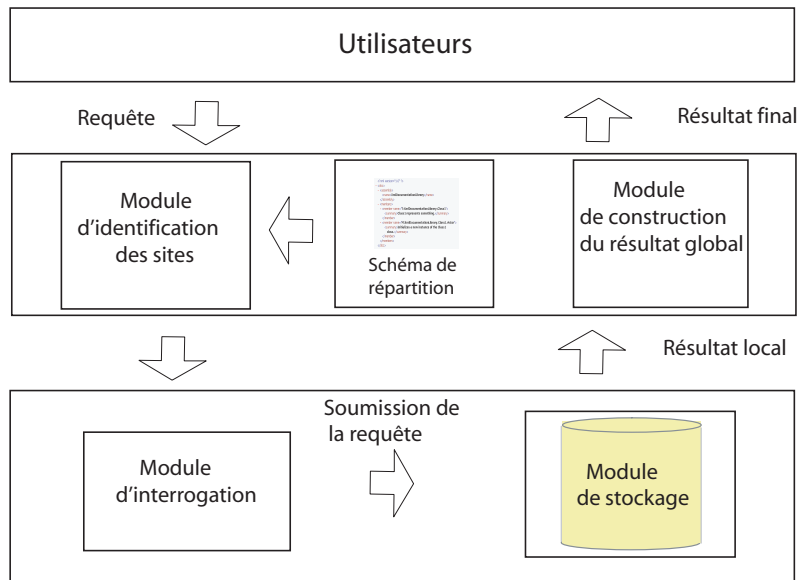 Utilisateurs
Requête
Résultat final
Module
d'identification
des sites
Schéma de
répartition
Module
de construction
du résultat global
Résultat local
Soumission de
la requête
Module
d'interrogation
Module
de stockage